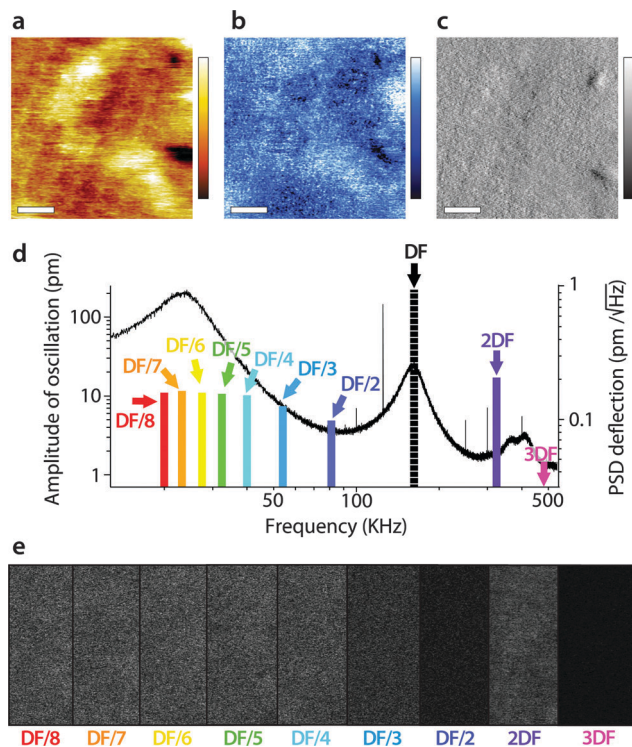 a
b
c
d
DF
Amplitude of oscillation (pm)
100
10
1
DF/8
DF/7
DF/6
DF/5
DF/4
DF/3
DF/2
2DF
3DF
1
0.1
PSD deflection (pm /√Hz)
50
100
500
Frequency (KHz)
e
DF/8 DF/7 DF/6 DF/5 DF/4 DF/3 DF/2 2DF 3DF